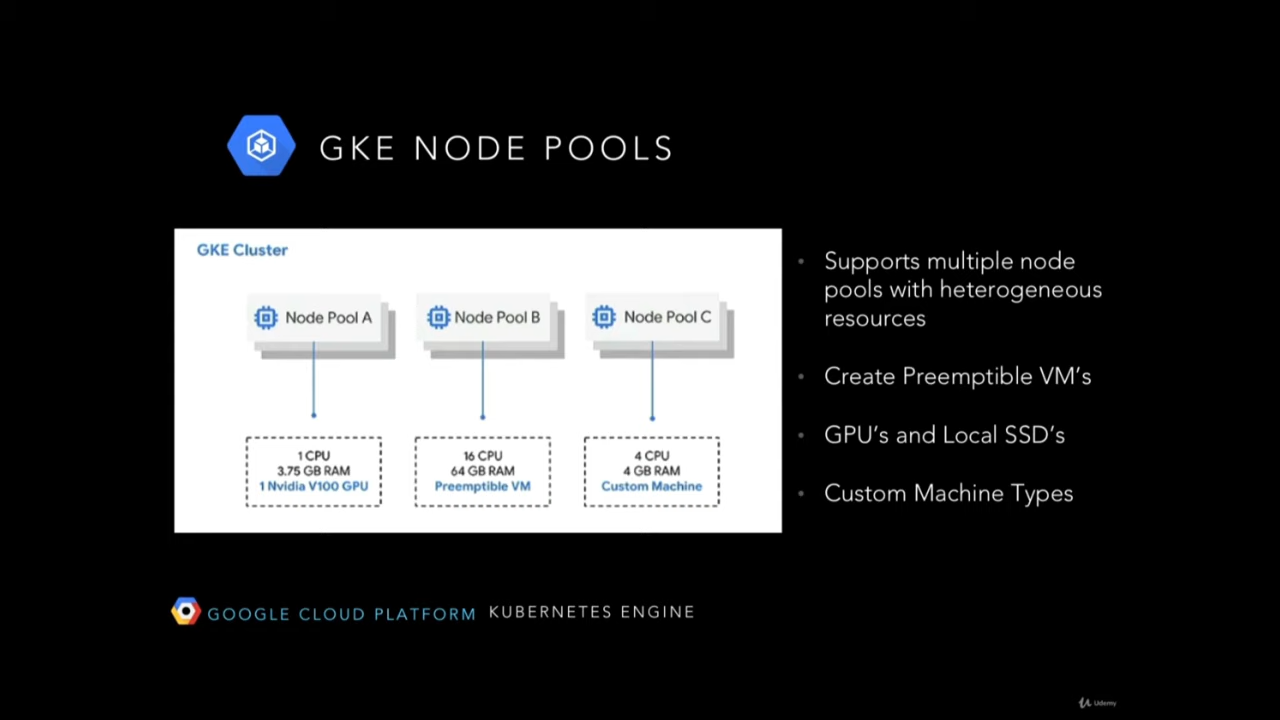 GKE NODE POOLS
GKE Cluster
Node Pool A
Node Pool B
Node Pool C
1 CPU
3.75 GB RAM
1 Nvidia V100 GPU
16 CPU
64 GB RAM
Preemptible VM
4 CPU
4 GB RAM
Custom Machine
• Supports multiple node
pools with heterogeneous
resources
• Create Preemptible VM's
• GPU's and Local SSD's
• Custom Machine Types
GOOGLE CLOUD PLATFORM KUBERNETES ENGINE
Udemy